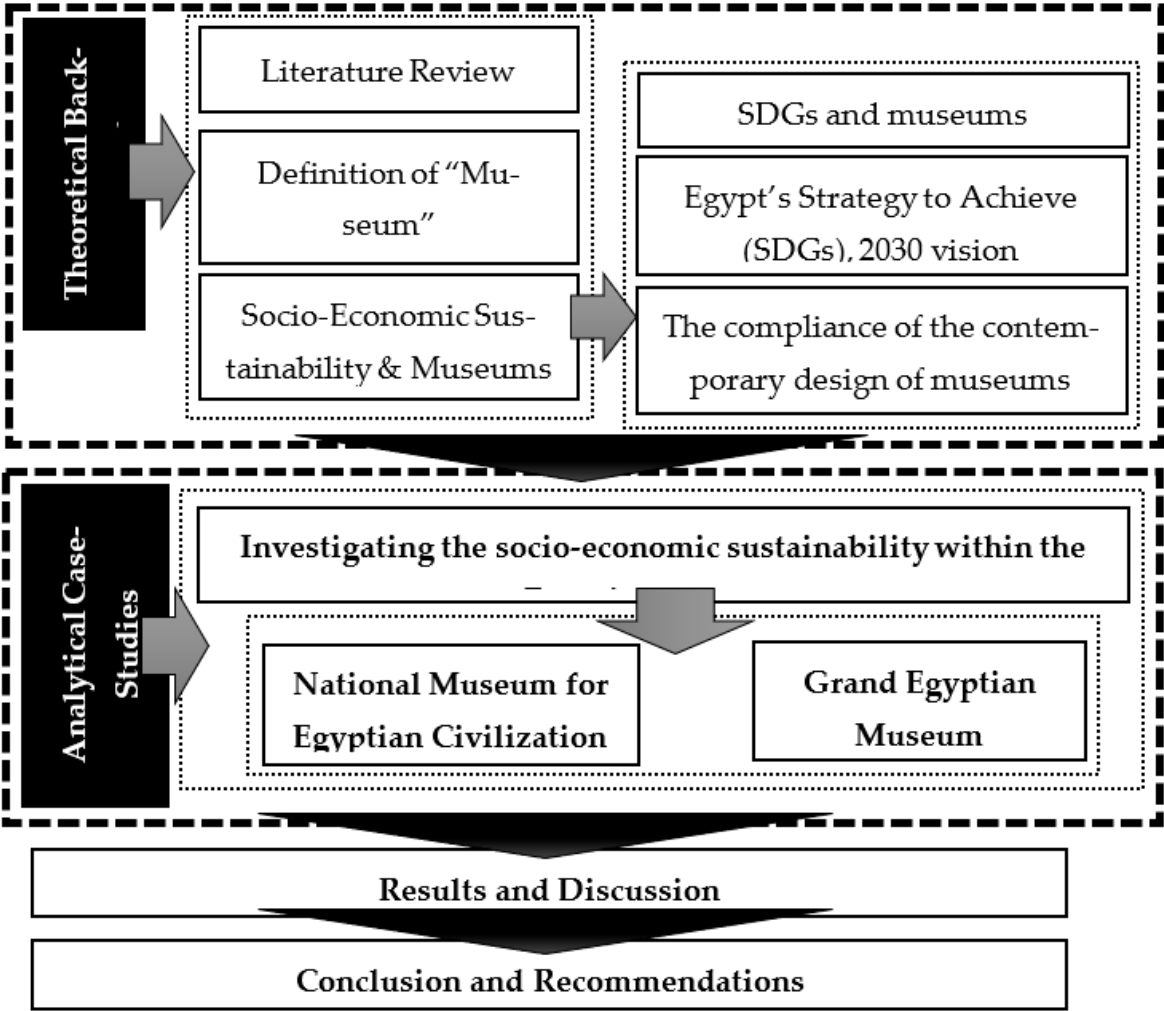 Theoretical Back-
Literature Review
Definition of “Mu-
seum”
Socio-Economic Sus-
tainability & Museums
SDGs and museums
Egypt’s Strategy to Achieve
(SDGs), 2030 vision
The compliance of the contem-
porary design of museums
Analytical Case-
Studies
Investigating the socio-economic sustainability within the
National Museum for
Egyptian Civilization
Grand Egyptian
Museum
Results and Discussion
Conclusion and Recommendations